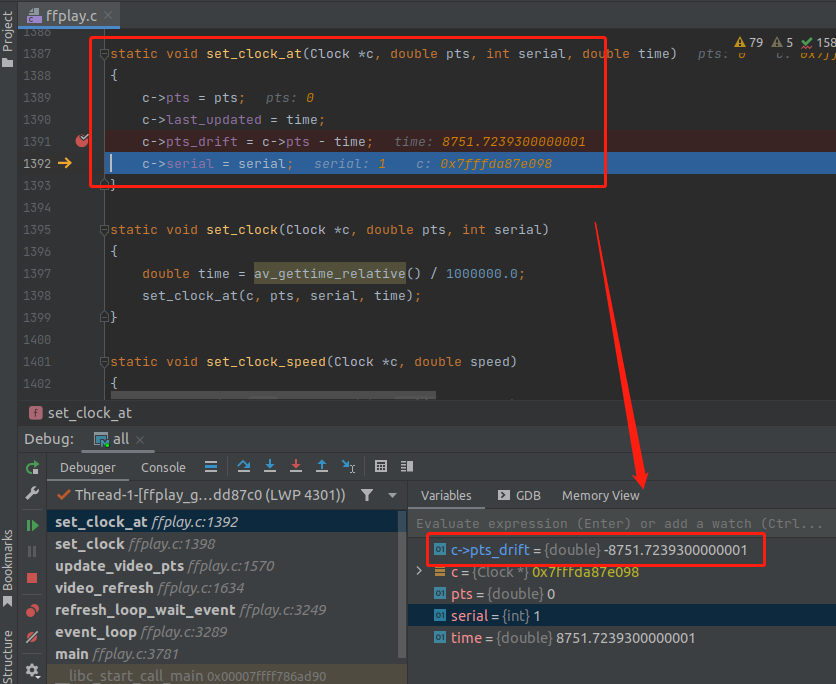 Project
ffplay.c
1386
79 5 158
1387 static void set_clock_at(Clock *c, double pts, int serial, double time) pts: 0 c: 0x7ff
1388 {
1389 c->pts = pts; pts: 0
1390 c->last_updated = time;
1391 c->pts_drift = c->pts - time; time: 8751.7239300000001
1392 c->serial = serial; serial: 1 c: 0x7fffda87e098
1393 }
1394
1395 static void set_clock(Clock *c, double pts, int serial)
1396 {
1397 double time = av_gettime_relative() / 1000000.0;
1398 set_clock_at(c, pts, serial, time);
1399 }
1400
1401 static void set_clock_speed(Clock *c, double speed)
1402 {
f set_clock_at
Debug: all
Debugger Console
Thread-1-[ffplay_g...dd87c0 (LWP 4301))
set_clock_at ffplay.c:1392
set_clock ffplay.c:1398
update_video_pts ffplay.c:1570
video_refresh ffplay.c:1634
refresh_loop_wait_event ffplay.c:3249
event_loop ffplay.c:3289
main ffplay.c:3781
__libc_start_call_main 0x00007ffff786ad90
Variables GDB Memory View
Evaluate expression (Enter) or add a watch (Ctrl...
01 c->pts_drift = {double} -8751.7239300000001
c = {Clock *} 0x7fffda87e098
01 pts = {double} 0
01 serial = {int} 1
01 time = {double} 8751.7239300000001
Bookmarks
Structure